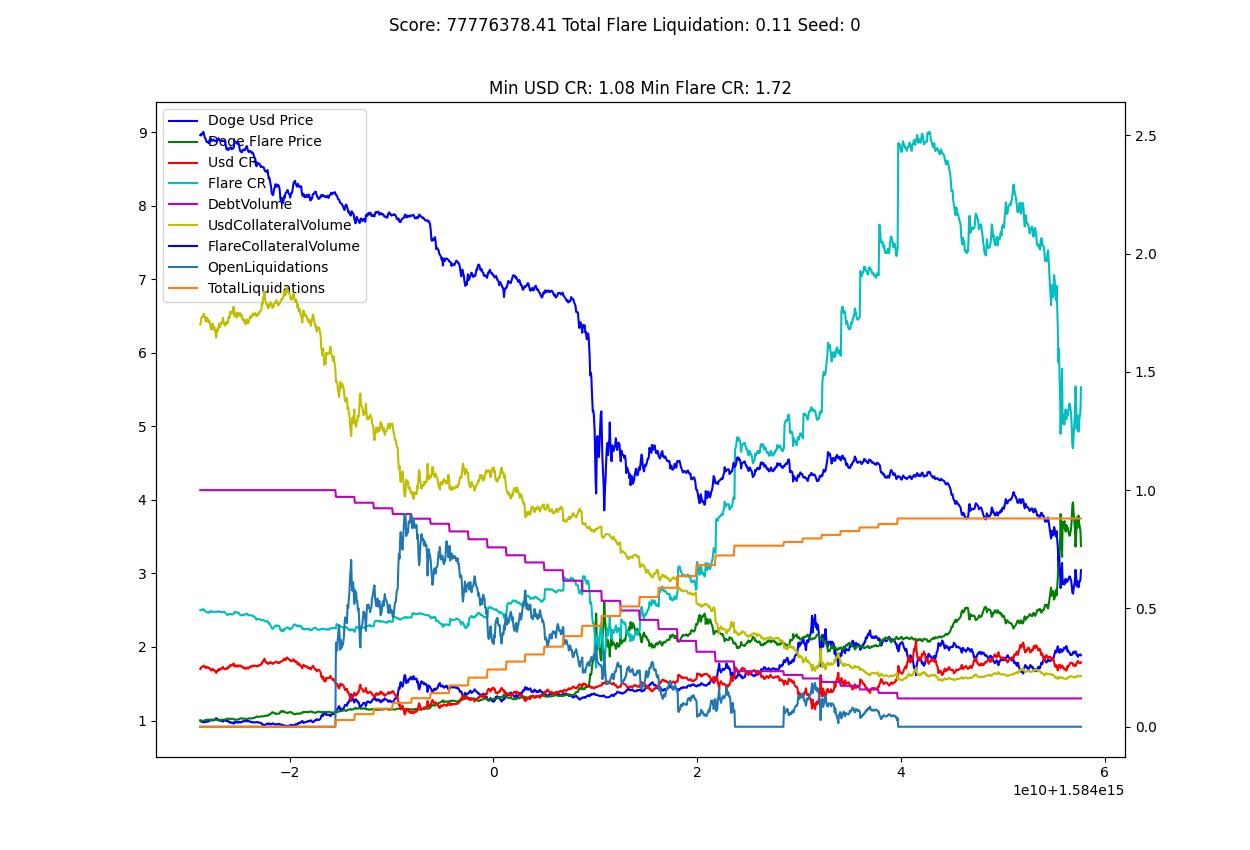 Score: 77776378.41 Total Flare Liquidation: 0.11 Seed: 0
Min USD CR: 1.08 Min Flare CR: 1.72
Doge Usd Price
Doge Flare Price
Usd CR
Flare CR
DebtVolume
UsdCollateralVolume
FlareCollateralVolume
OpenLiquidations
TotalLiquidations
9
8
7
6
5
4
3
2
1
2.5
2.0
1.5
1.0
0.5
0.0
−2
0
2
4
6
1e10+1.584e15